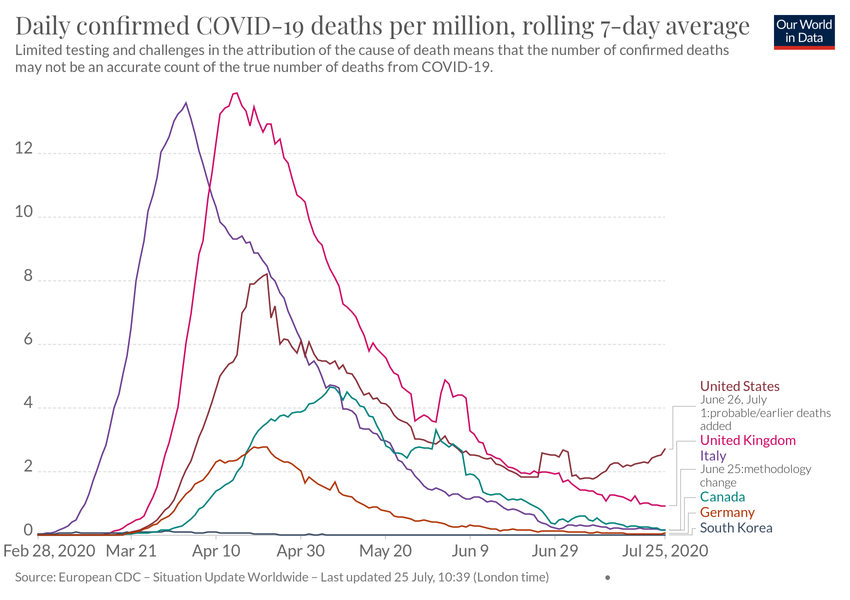 Daily confirmed COVID-19 deaths per million, rolling 7-day average
Our World
in Data
Limited testing and challenges in the attribution of the cause of death means that the number of confirmed deaths
may not be an accurate count of the true number of deaths from COVID-19.
12
10
8
6
4
2
0
United States
June 26, July
1:probable/earlier deaths
added
United Kingdom
Italy
June 25:methodology
change
Canada
Germany
South Korea
Feb 28, 2020 Mar 21 Apr 10 Apr 30 May 20 Jun 9 Jun 29 Jul 25, 2020
Source: European CDC – Situation Update Worldwide – Last updated 25 July, 10:39 (London time) •